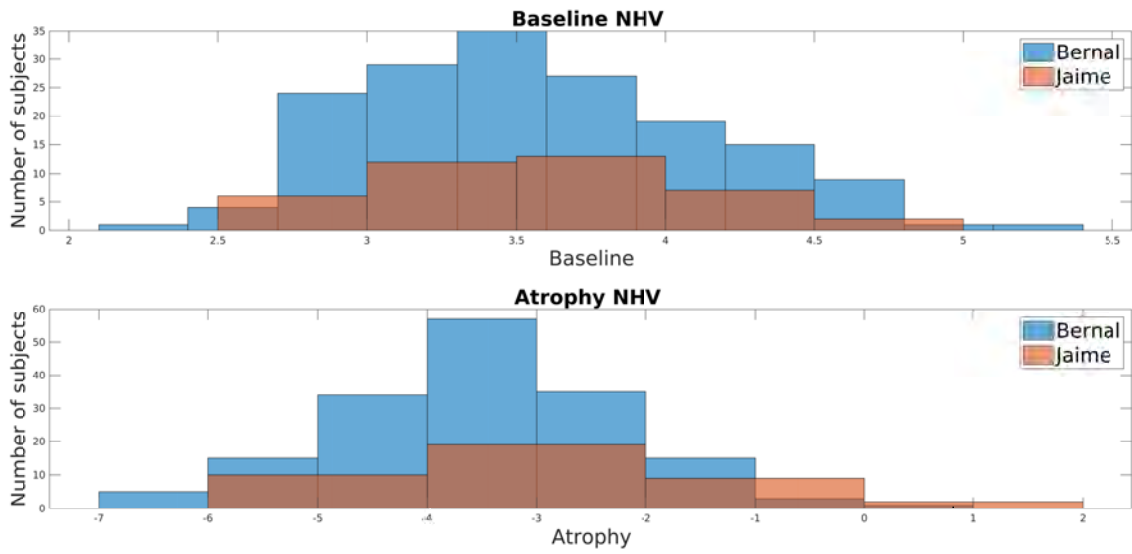 Baseline NHV
Number of subjects
35
30
25
20
15
10
5
0
Bernal
Jaime
2 2.5 3 3.5 4 4.5 5 5.5
Baseline
Atrophy NHV
Number of subjects
60
50
40
30
20
10
0
Bernal
Jaime
-7 -6 -5 -4 -3 -2 -1 0 1 2
Atrophy